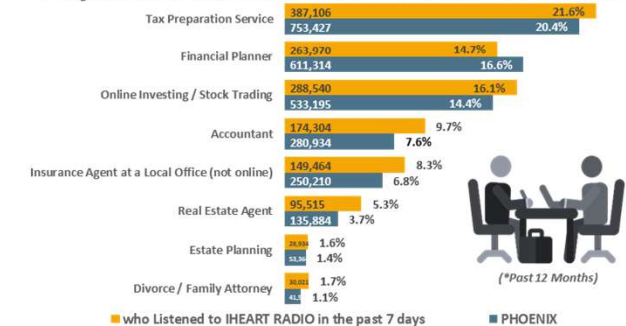 Tax Preparation Service 387,106 21.6%
753,427 20.4%
Financial Planner 263,970 14.7%
611,314 16.6%
Online Investing / Stock Trading 288,540 16.1%
533,195 14.4%
Accountant 174,304 9.7%
280,934 7.6%
Insurance Agent at a Local Office (not online) 149,464 8.3%
250,210 6.8%
Real Estate Agent 95,515 5.3%
135,884 3.7%
Estate Planning 28,934 1.6%
1.4%
Divorce / Family Attorney 30,021 1.7%
1.1%
(*Past 12 Months)
who Listened to IHEART RADIO in the past 7 days PHOENIX